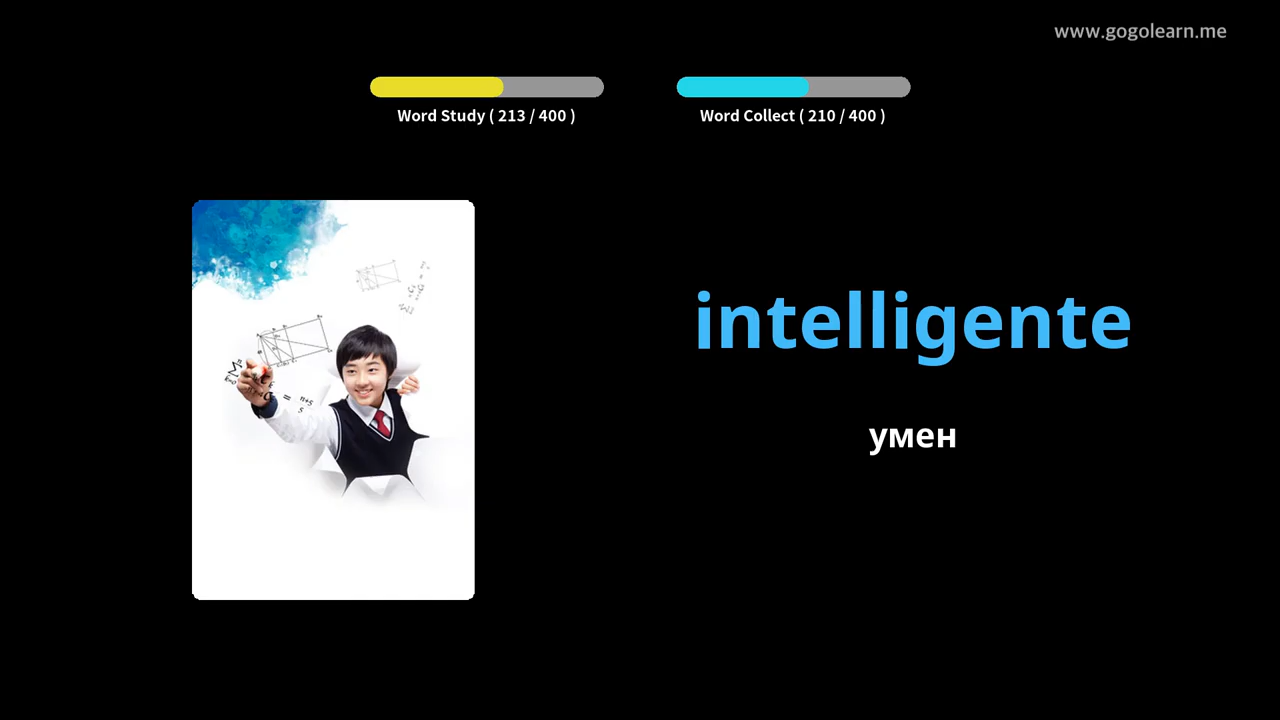 www.gogolearn.me
Word Study ( 213 / 400 )
Word Collect ( 210 / 400 )
intelligente
умен